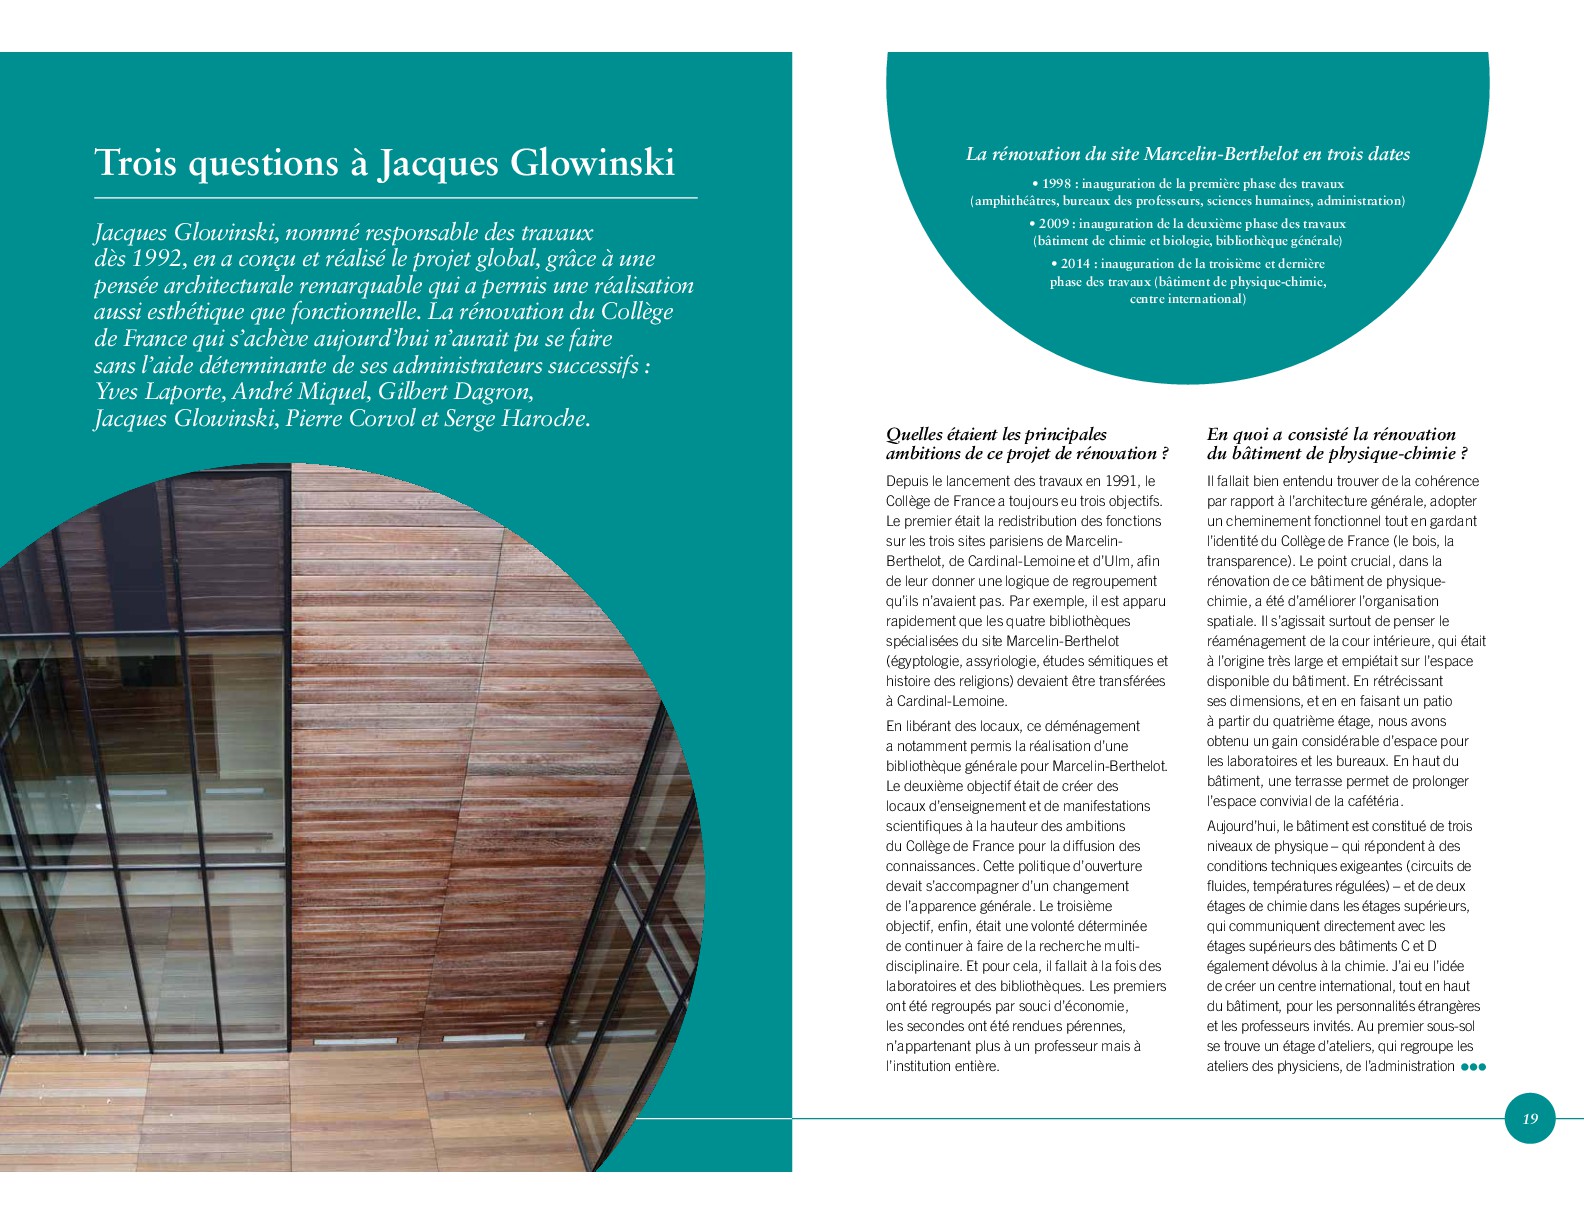 Trois questions à Jacques Glowinski
Jacques Glowinski, nommé responsable des travaux
dès 1992, en a conçu et réalisé le projet global, grâce à une
pensée architecturale remarquable qui a permis une réalisation
aussi esthétique que fonctionnelle. La rénovation du Collège
de France qui s'achève aujourd'hui n'aurait pu se faire
sans l'aide déterminante de ses administrateurs successifs :
Yves Laporte, André Miquel, Gilbert Dagron,
Jacques Glowinski, Pierre Corvol et Serge Haroche.
La rénovation du site Marcelin-Berthelot en trois dates
• 1998 : inauguration de la première phase des travaux
(amphithéâtres, bureaux des professeurs, sciences humaines, administration)
• 2009 : inauguration de la deuxième phase des travaux
(bâtiment de chimie et biologie, bibliothèque générale)
• 2014 : inauguration de la troisième et dernière
phase des travaux (bâtiment de physique-chimie,
centre international)
Quelles étaient les principales
ambitions de ce projet de rénovation ?
Depuis le lancement des travaux en 1991, le
Collège de France a toujours eu trois objectifs.
Le premier était la redistribution des fonctions
sur les trois sites parisiens de Marcelin-
Berthelot, de Cardinal-Lemoine et d'Ulm, afin
de leur donner une logique de regroupement
qu'ils n'avaient pas. Par exemple, il est apparu
rapidement que les quatre bibliothèques
spécialisées du site Marcelin-Berthelot
(égyptologie, assyriologie, études sémitiques et
histoire des religions) devaient être transférées
à Cardinal-Lemoine.
En libérant des locaux, ce déménagement
a notamment permis la réalisation d'une
bibliothèque générale pour Marcelin-Berthelot.
Le deuxième objectif était de créer des
locaux d'enseignement et de manifestations
scientifiques à la hauteur des ambitions
du Collège de France pour la diffusion des
connaissances. Cette politique d'ouverture
devait s'accompagner d'un changement
de l'apparence générale. Le troisième
objectif, enfin, était une volonté déterminée
de continuer à faire de la recherche multi-
disciplinaire. Et pour cela, il fallait à la fois des
laboratoires et des bibliothèques. Les premiers
ont été regroupés par souci d'économie,
les secondes ont été rendues pérennes,
n'appartenant plus à un professeur mais à
l'institution entière.
En quoi a consisté la rénovation
du bâtiment de physique-chimie ?
Il fallait bien entendu trouver de la cohérence
par rapport à l'architecture générale, adopter
un cheminement fonctionnel tout en gardant
l'identité du Collège de France (le bois, la
transparence). Le point crucial, dans la
rénovation de ce bâtiment de physique-
chimie, a été d'améliorer l'organisation
spatiale. Il s'agissait surtout de penser le
réaménagement de la cour intérieure, qui était
à l'origine très large et empiétait sur l'espace
disponible du bâtiment. En rétrécissant
ses dimensions, et en en faisant un patio
à partir du quatrième étage, nous avons
obtenu un gain considérable d'espace pour
les laboratoires et les bureaux. En haut du
bâtiment, une terrasse permet de prolonger
l'espace convivial de la cafétéria.
Aujourd'hui, le bâtiment est constitué de trois
niveaux de physique – qui répondent à des
conditions techniques exigeantes (circuits de
fluides, températures régulées) – et de deux
étages de chimie dans les étages supérieurs,
qui communiquent directement avec les
étages supérieurs des bâtiments C et D
également dévolus à la chimie. J'ai eu l'idée
de créer un centre international, tout en haut
du bâtiment, pour les personnalités étrangères
et les professeurs invités. Au premier sous-sol
se trouve un étage d'ateliers, qui regroupe les
ateliers des physiciens, de l'administration •••
19